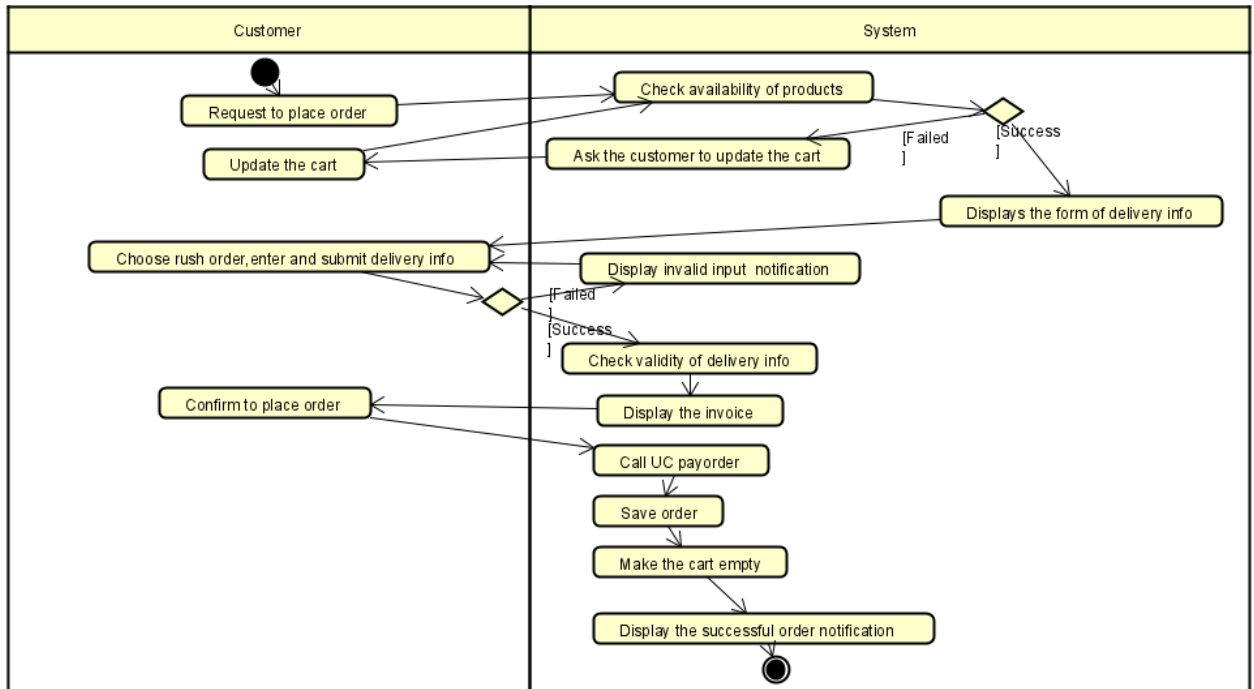 Customer
System
Request to place order
Check availability of products
[Failed
]
[Success
]
Update the cart
Ask the customer to update the cart
Displays the form of delivery info
Choose rush order,enter and submit delivery info
Display invalid input  notification
[Failed
]
[Success
]
Check validity of delivery info
Confirm to place order
Display the invoice
Call UC payorder
Save order
Make the cart empty
Display the successful order notification